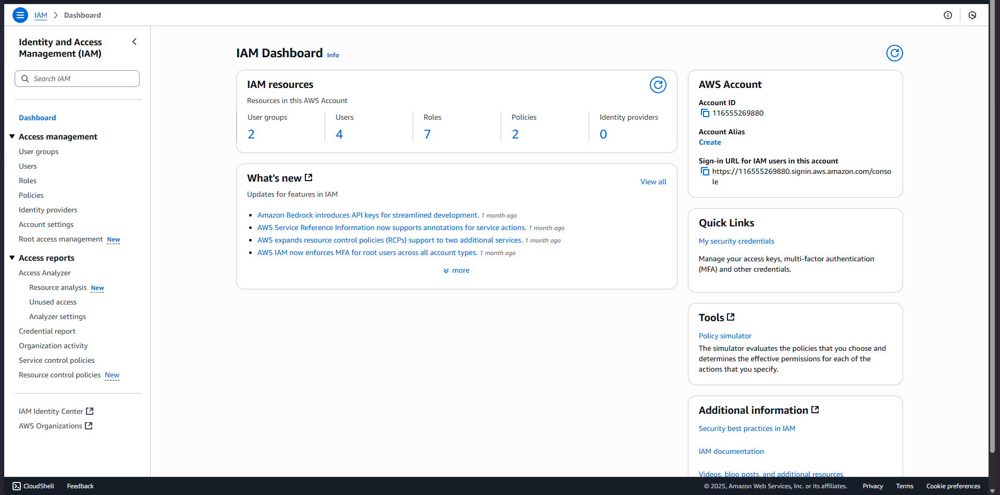 IAM
Dashboard
Identity and Access
Management (IAM)
Search IAM
Dashboard
Access management
User groups
Users
Roles
Policies
Identity providers
Account settings
Root access management New
Access reports
Access Analyzer
Resource analysis New
Unused access
Analyzer settings
Credential report
Organization activity
Service control policies
Resource control policies New
IAM Identity Center
AWS Organizations
IAM Dashboard Info
IAM resources
Resources in this AWS Account
User groups
2
Users
4
Roles
7
Policies
2
Identity providers
0
What's new
View all
Updates for features in IAM
Amazon Bedrock introduces API keys for streamlined development. 1 month ago
AWS Service Reference Information now supports annotations for service actions. 1 month ago
AWS expands resource control policies (RCPs) support to two additional services. 1 month ago
AWS IAM now enforces MFA for root users across all account types. 1 month ago
more
AWS Account
Account ID
116555269880
Account Alias
Create
Sign-in URL for IAM users in this account
https://116555269880.signin.aws.amazon.com/conso
le
Quick Links
My security credentials
Manage your access keys, multi-factor authentication
(MFA) and other credentials.
Tools
Policy simulator
The simulator evaluates the policies that you choose and
determines the effective permissions for each of the
actions that you specify.
Additional information
Security best practices in IAM
IAM documentation
Videos, blog posts, and additional resources
CloudShell
Feedback
© 2025, Amazon Web Services, Inc. or its affiliates.
Privacy
Terms
Cookie preferences